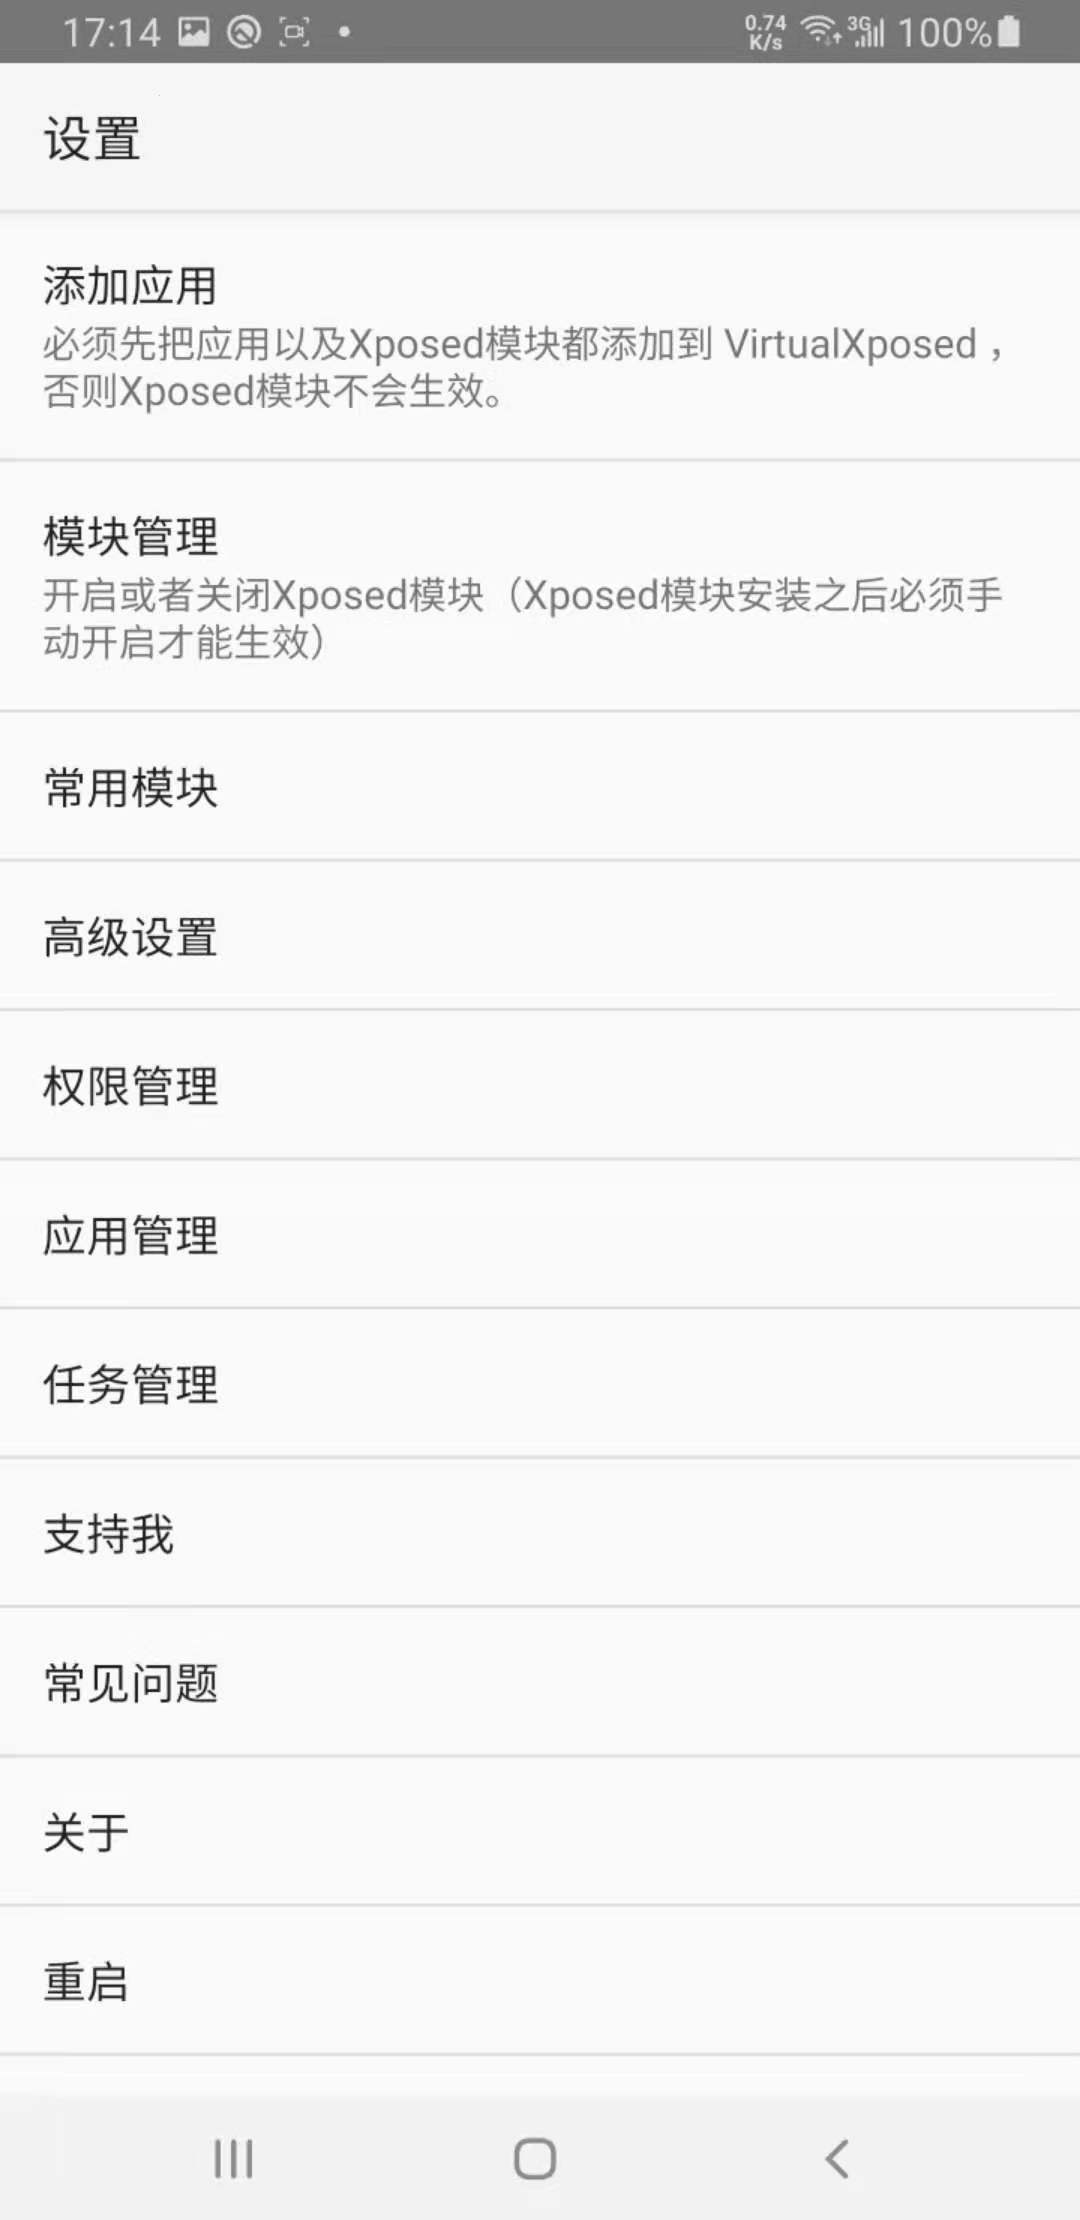 17:14
0.74 K/s 3G 100%
设置
添加应用
必须先把应用以及Xposed模块都添加到 VirtualXposed ，
否则Xposed模块不会生效。
模块管理
开启或者关闭Xposed模块（Xposed模块安装之后必须手
动开启才能生效）
常用模块
高级设置
权限管理
应用管理
任务管理
支持我
常见问题
关于
重启